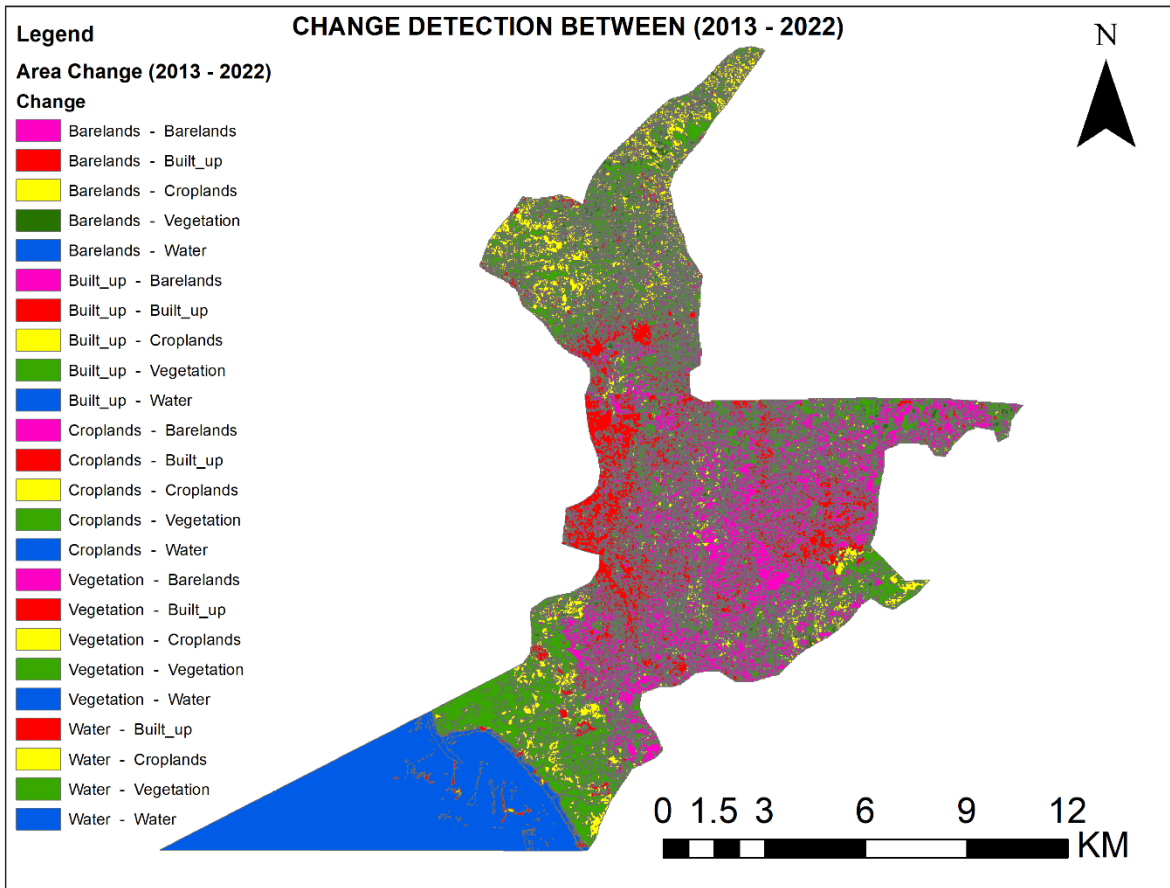 CHANGE DETECTION BETWEEN (2013 - 2022)
Legend
Area Change (2013 - 2022)
Change
Barelands - Barelands
Barelands - Built_up
Barelands - Croplands
Barelands - Vegetation
Barelands - Water
Built_up - Barelands
Built_up - Built_up
Built_up - Croplands
Built_up - Vegetation
Built_up - Water
Croplands - Barelands
Croplands - Built_up
Croplands - Croplands
Croplands - Vegetation
Croplands - Water
Vegetation - Barelands
Vegetation - Built_up
Vegetation - Croplands
Vegetation - Vegetation
Vegetation - Water
Water - Built_up
Water - Croplands
Water - Vegetation
Water - Water
N
0 1.5 3 6 9 12
KM